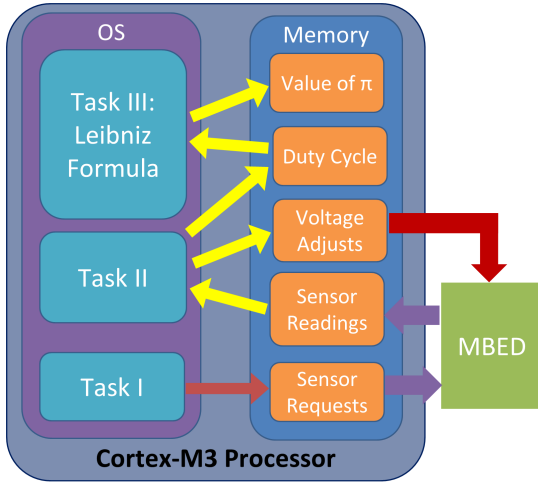 OS
Memory
Task III:
Leibniz
Formula
Value of π
Duty Cycle
Voltage
Adjusts
Task II
Sensor
Readings
MBED
Task I
Sensor
Requests
Cortex-M3 Processor